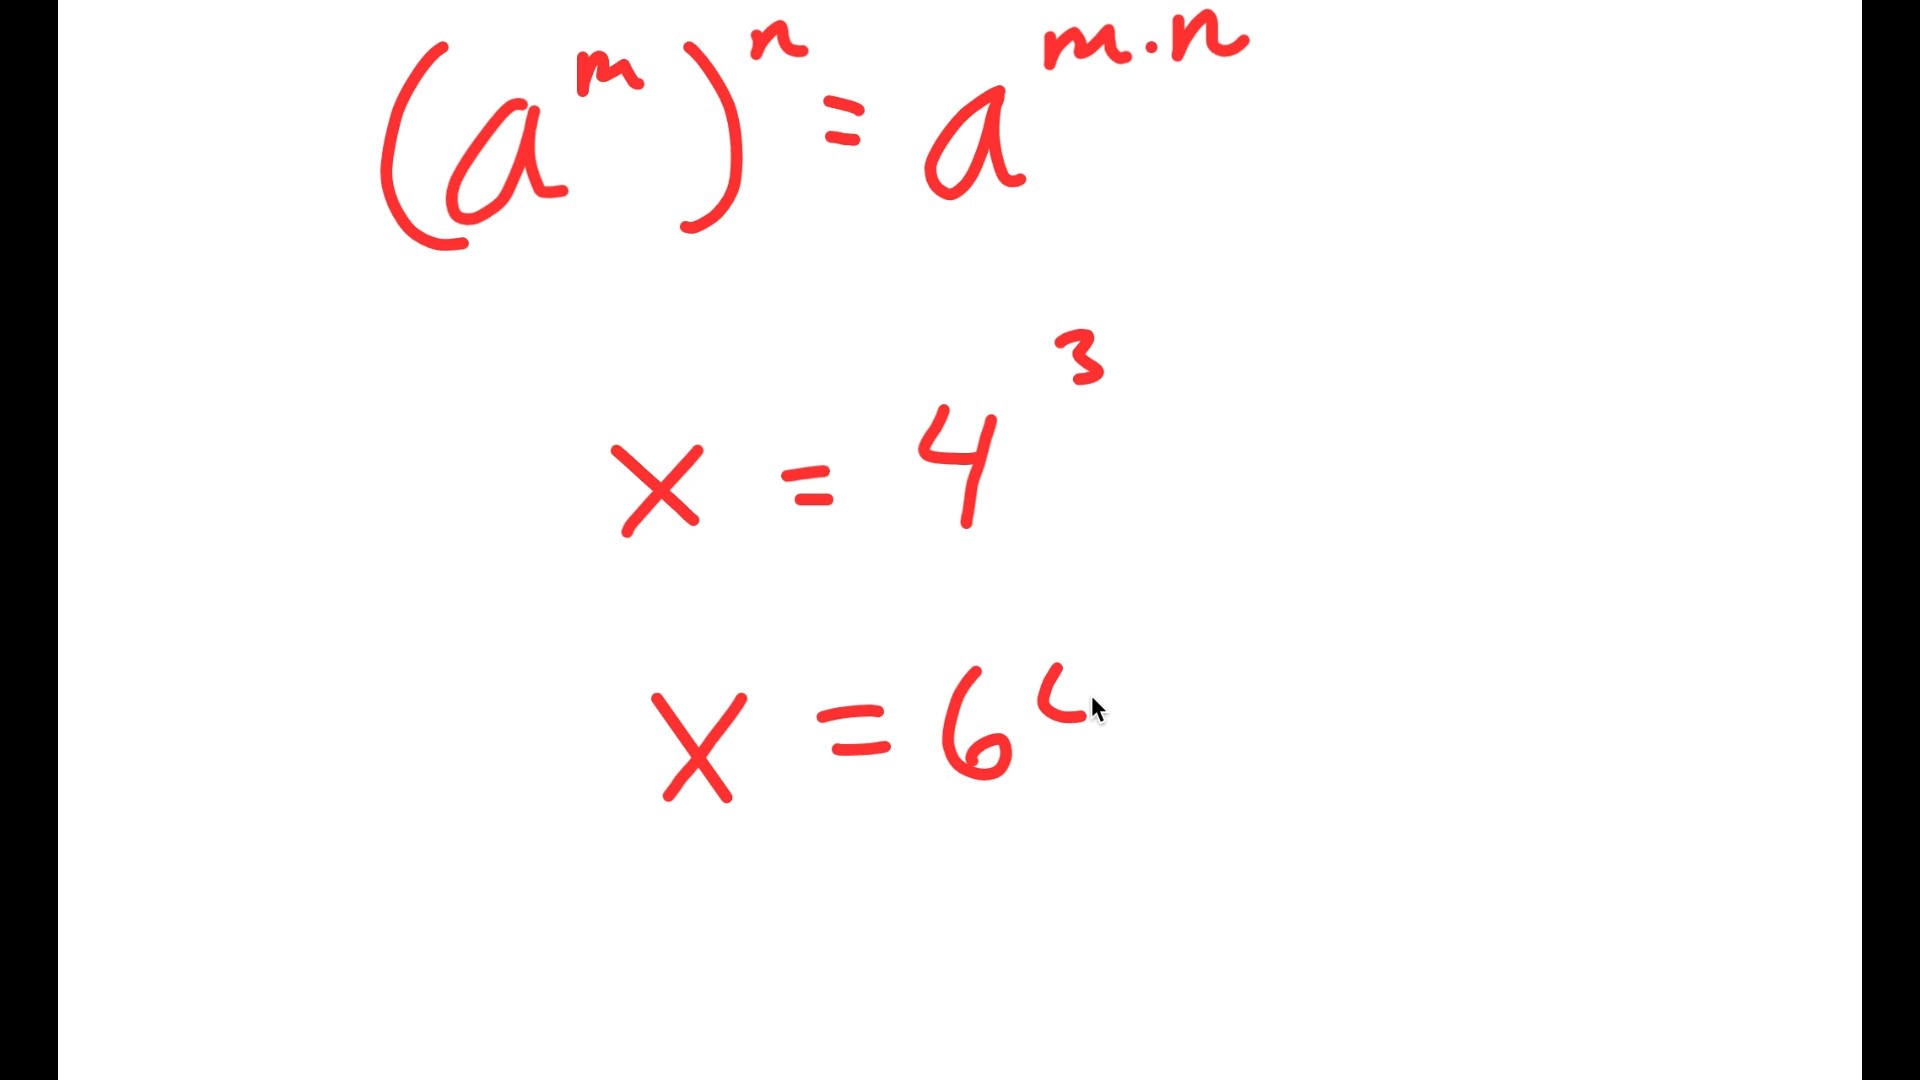 (a^m)^n = a^{m·n}
x = 4^3
x = 6